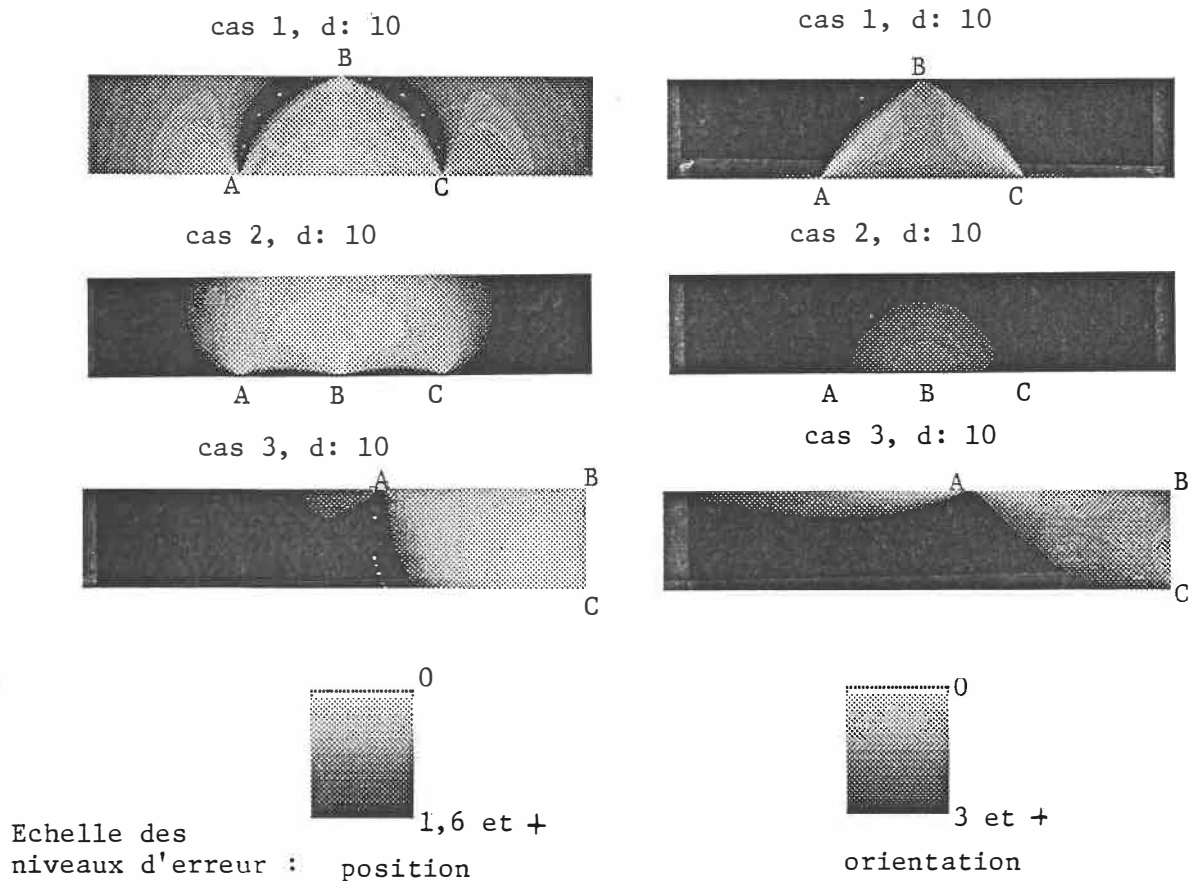 cas 1, d: 10
B
A
C
cas 1, d: 10
B
A
C
cas 2, d: 10
A
B
C
cas 2, d: 10
A
B
C
cas 3, d: 10
A
B
C
cas 3, d: 10
A
B
C
0
1,6 et +
0
3 et +
Echelle des
niveaux d'erreur :
position
orientation